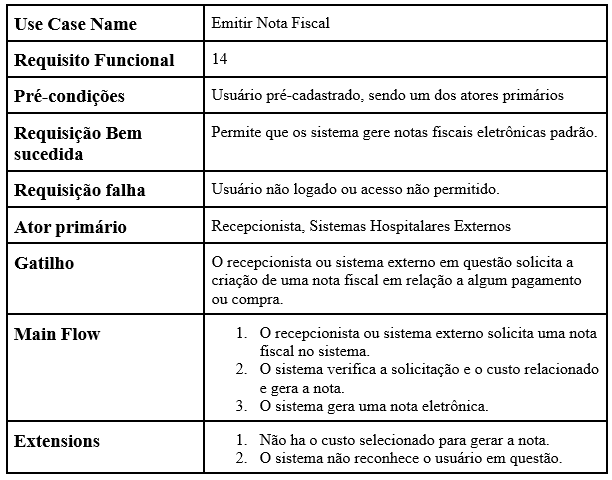 Use Case Name
Emitir Nota Fiscal
Requisito Funcional
14
Pré-condições
Usuário pré-cadastrado, sendo um dos atores primários
Requisição Bem
sucedida
Permite que os sistema gere notas fiscais eletrônicas padrão.
Requisição falha
Usuário não logado ou acesso não permitido.
Ator primário
Recepcionista, Sistemas Hospitalares Externos
Gatilho
O recepcionista ou sistema externo em questão solicita a
criação de uma nota fiscal em relação a algum pagamento
ou compra.
Main Flow
1. O recepcionista ou sistema externo solicita uma nota
fiscal no sistema.
2. O sistema verifica a solicitação e o custo relacionado
e gera a nota.
3. O sistema gera uma nota eletrônica.
Extensions
1. Não ha o custo selecionado para gerar a nota.
2. O sistema não reconhece o usuário em questão.